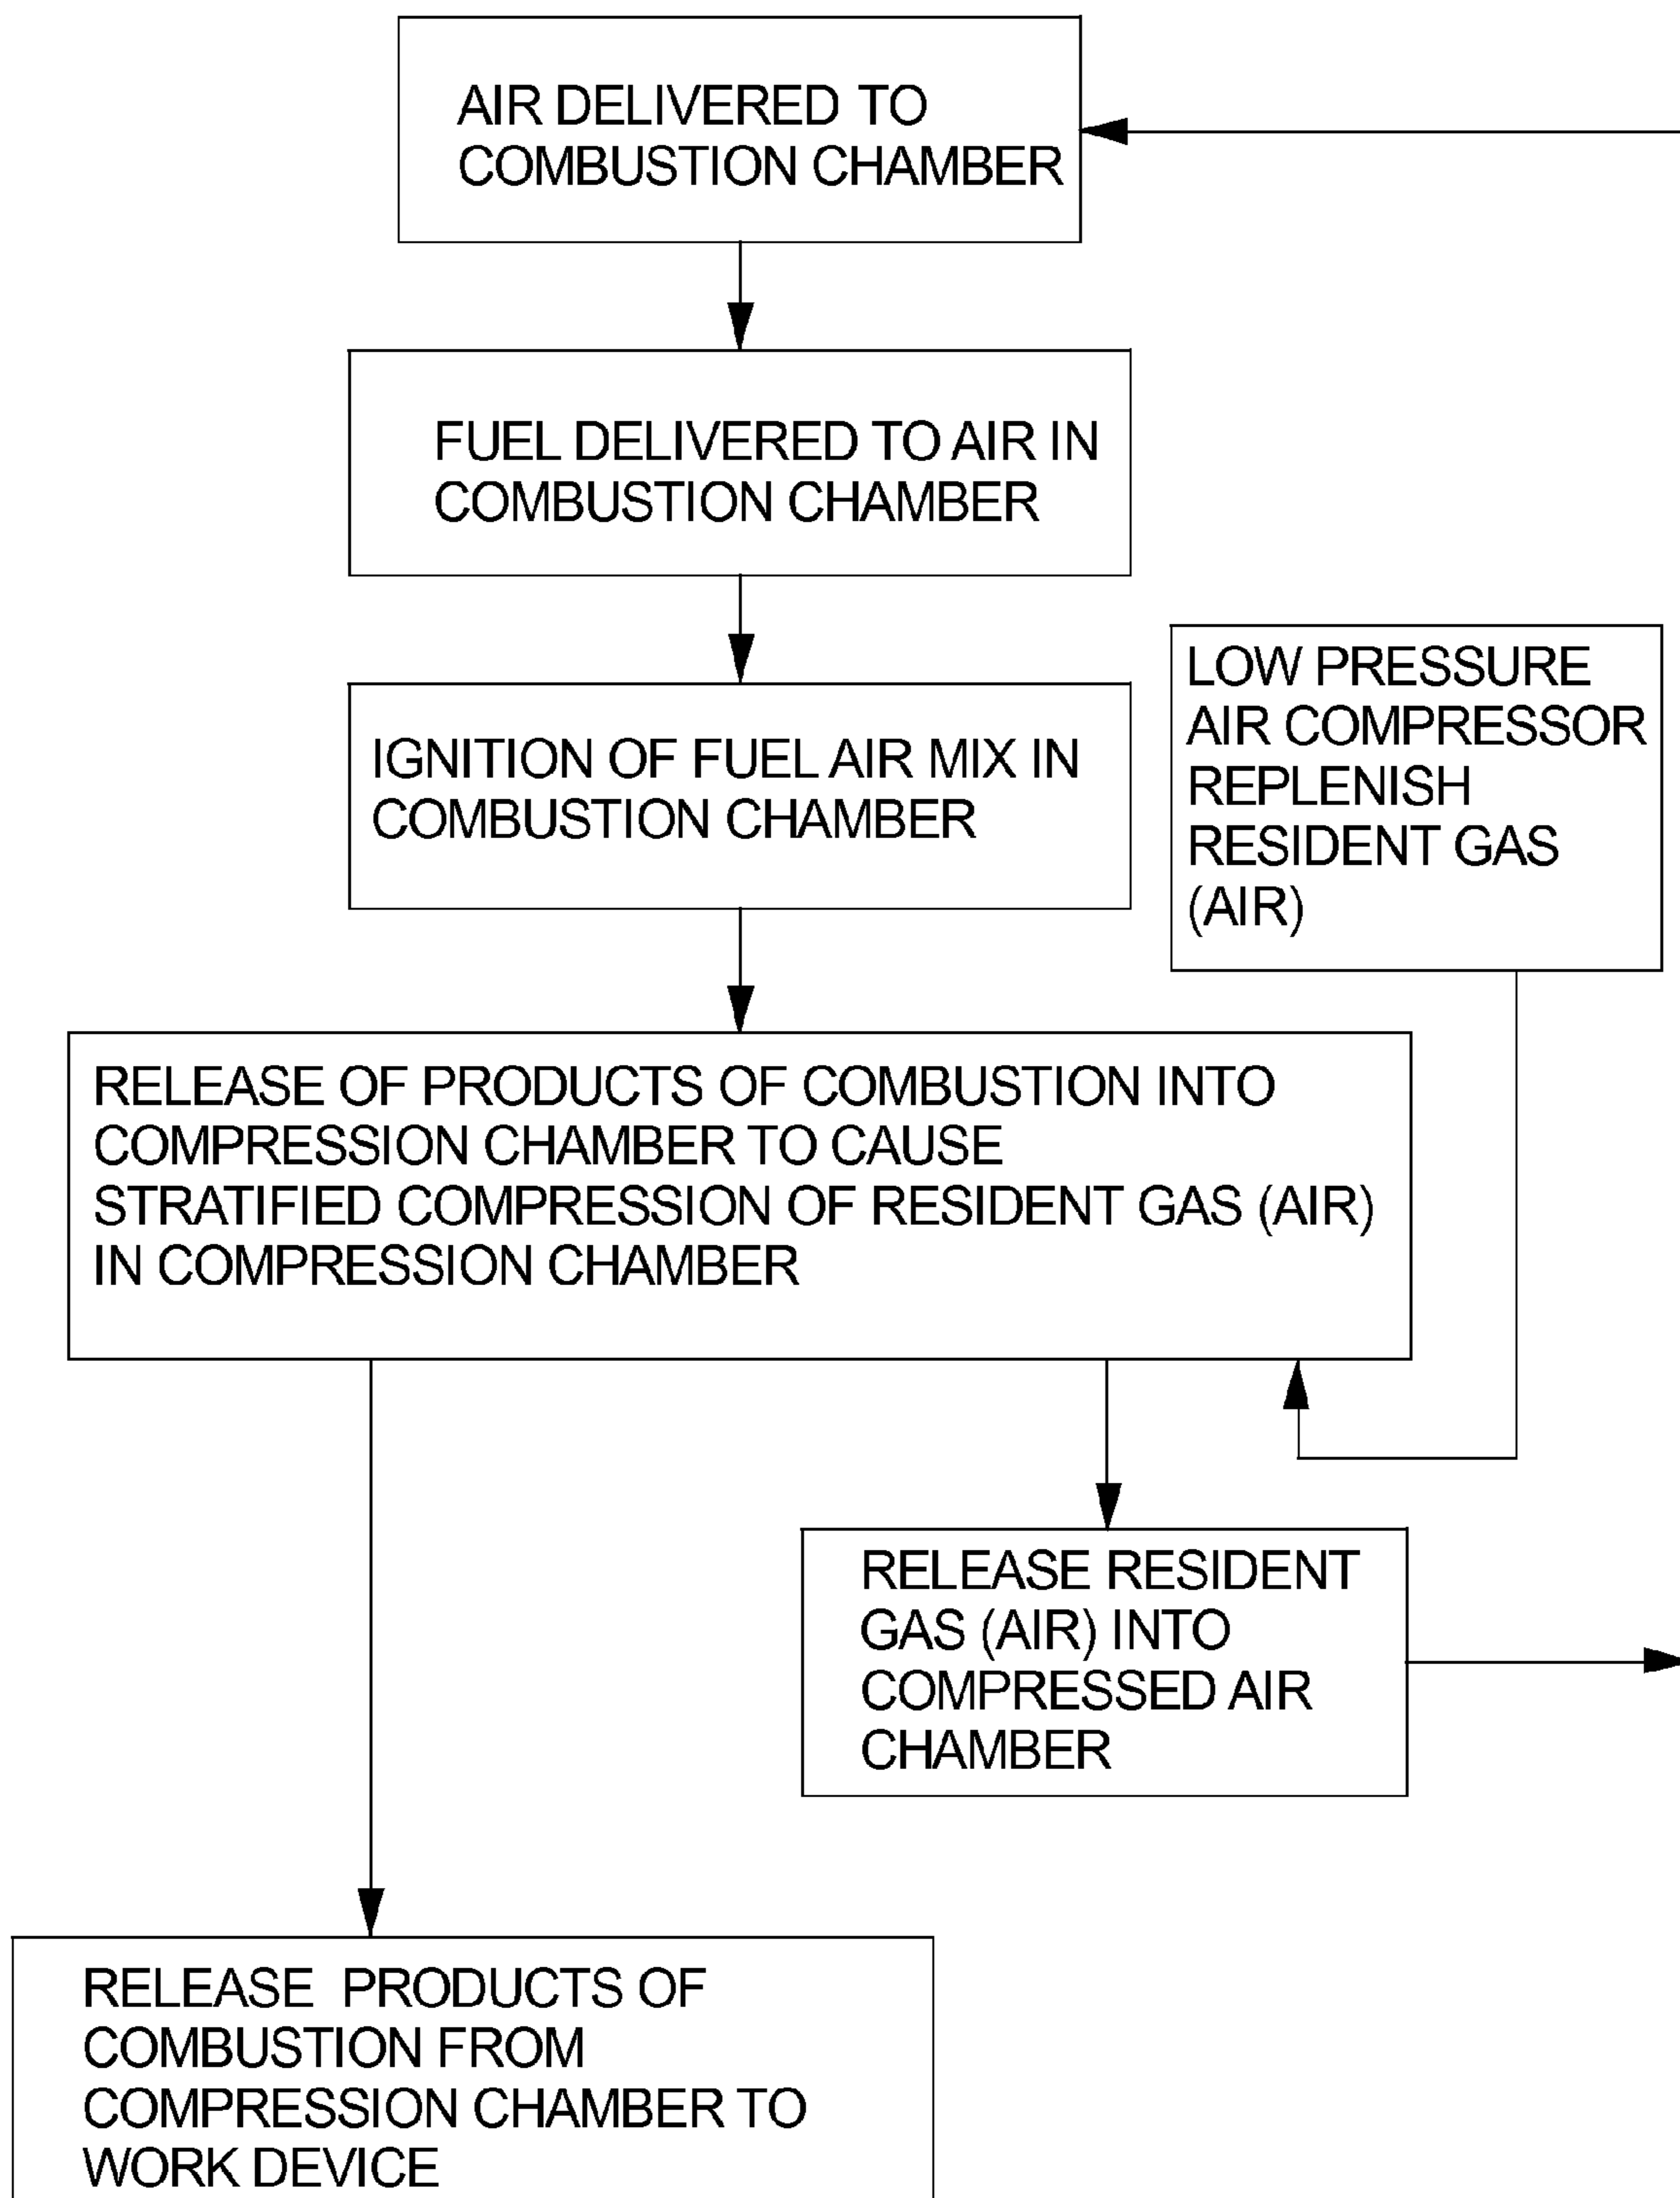 AIR DELIVERED TO
COMBUSTION CHAMBER
FUEL DELIVERED TO AIR IN
COMBUSTION CHAMBER
IGNITION OF FUEL AIR MIX IN
COMBUSTION CHAMBER
LOW PRESSURE
AIR COMPRESSOR
REPLENISH
RESIDENT GAS
(AIR)
RELEASE OF PRODUCTS OF COMBUSTION INTO
COMPRESSION CHAMBER TO CAUSE
STRATIFIED COMPRESSION OF RESIDENT GAS (AIR)
IN COMPRESSION CHAMBER
RELEASE RESIDENT
GAS (AIR) INTO
COMPRESSED AIR
CHAMBER
RELEASE PRODUCTS OF
COMBUSTION FROM
COMPRESSION CHAMBER TO
WORK DEVICE